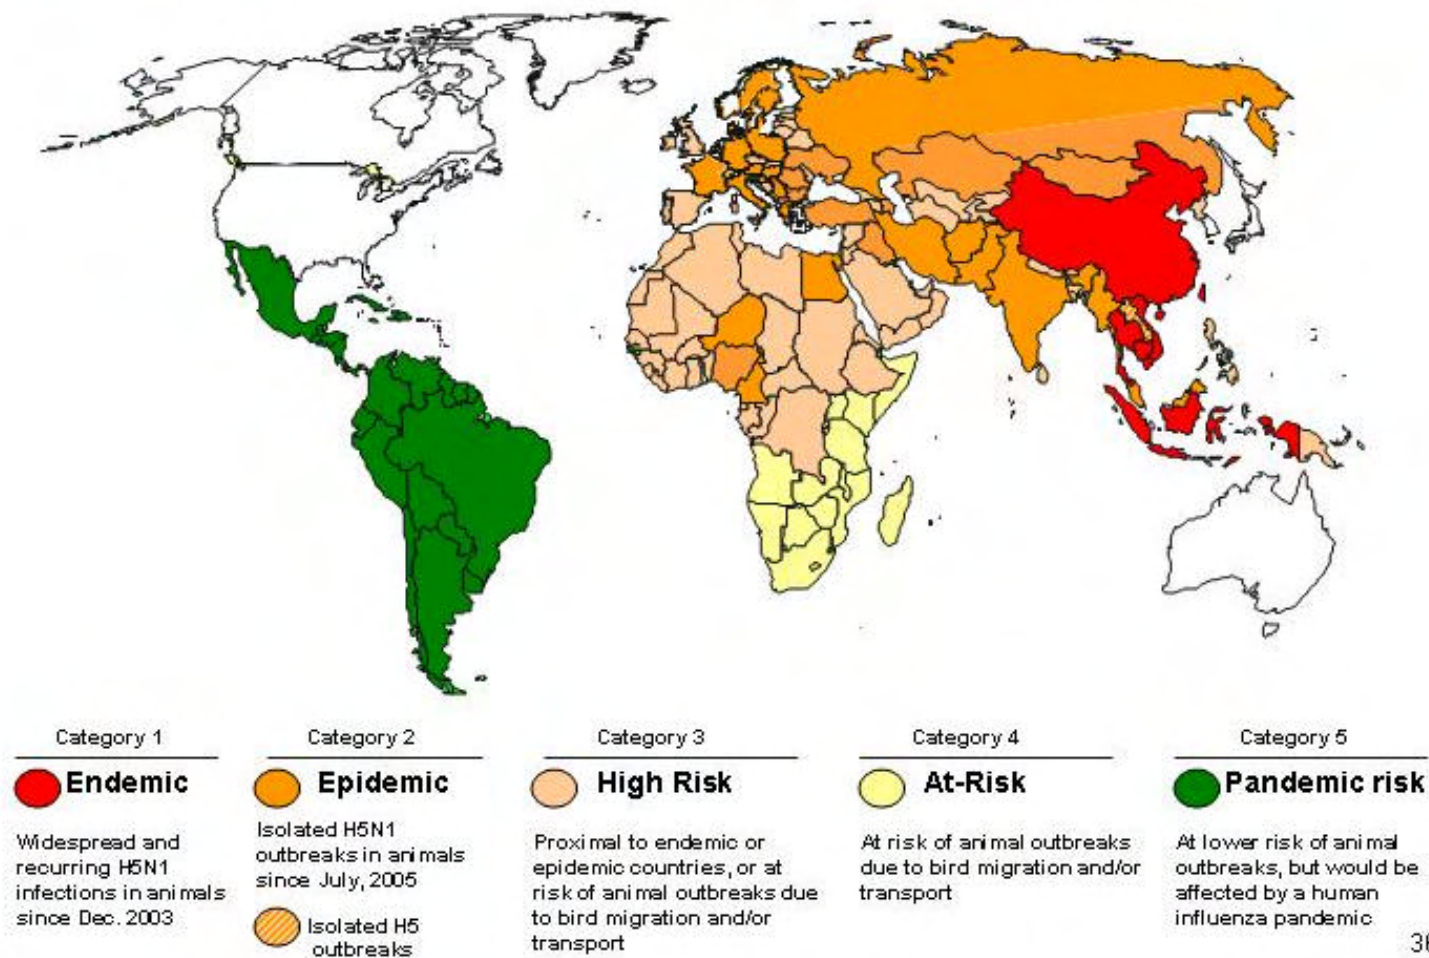 Category 1
Endemic
Widespread and
recurring H5N1
infections in animals
since Dec. 2003
Category 2
Epidemic
Isolated H5N1
outbreaks in animals
since July, 2005
Isolated H5
outbreaks
Category 3
High Risk
Proximal to endemic or
epidemic countries, or at
risk of animal outbreaks due
to bird migration and/or
transport
Category 4
At-Risk
At risk of animal outbreaks
due to bird migration and/or
transport
Category 5
Pandemic risk
At lower risk of animal
outbreaks, but would be
affected by a human
influenza pandemic